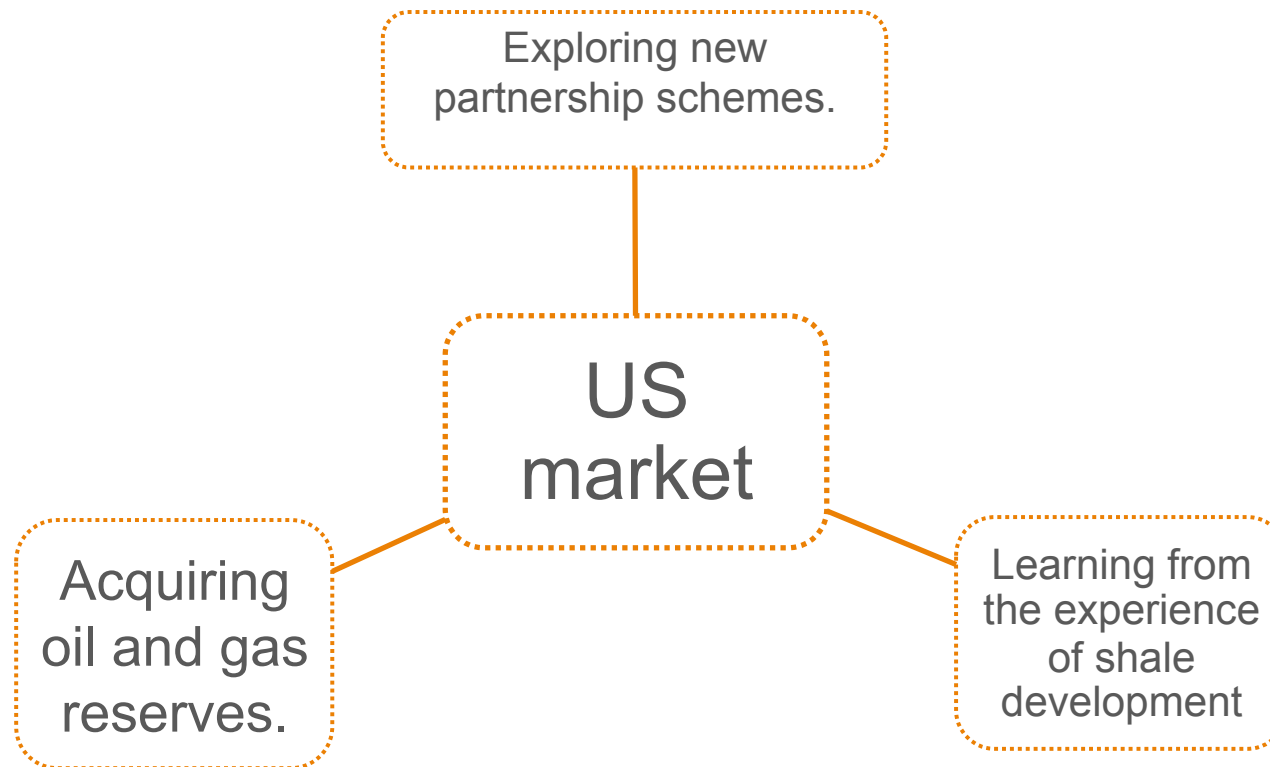 Exploring new
partnership schemes.
US
market
Acquiring
oil and gas
reserves.
Learning from
the experience
of shale
development